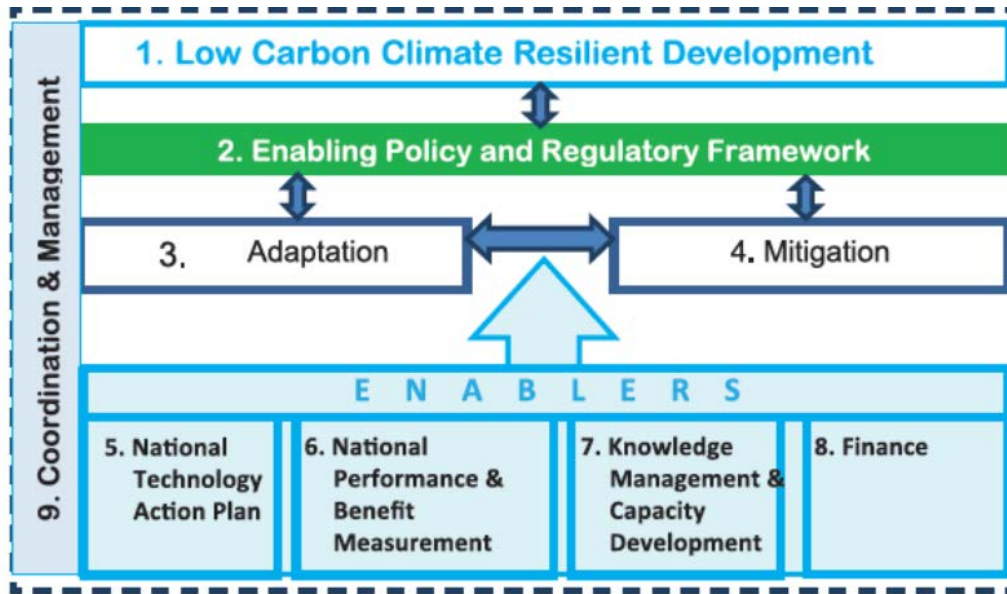 9. Coordination & Management
1. Low Carbon Climate Resilient Development
2. Enabling Policy and Regulatory Framework
3. Adaptation
4. Mitigation
ENABLERS
5. National
Technology
Action Plan
6. National
Performance &
Benefit
Measurement
7. Knowledge
Management &
Capacity
Development
8. Finance